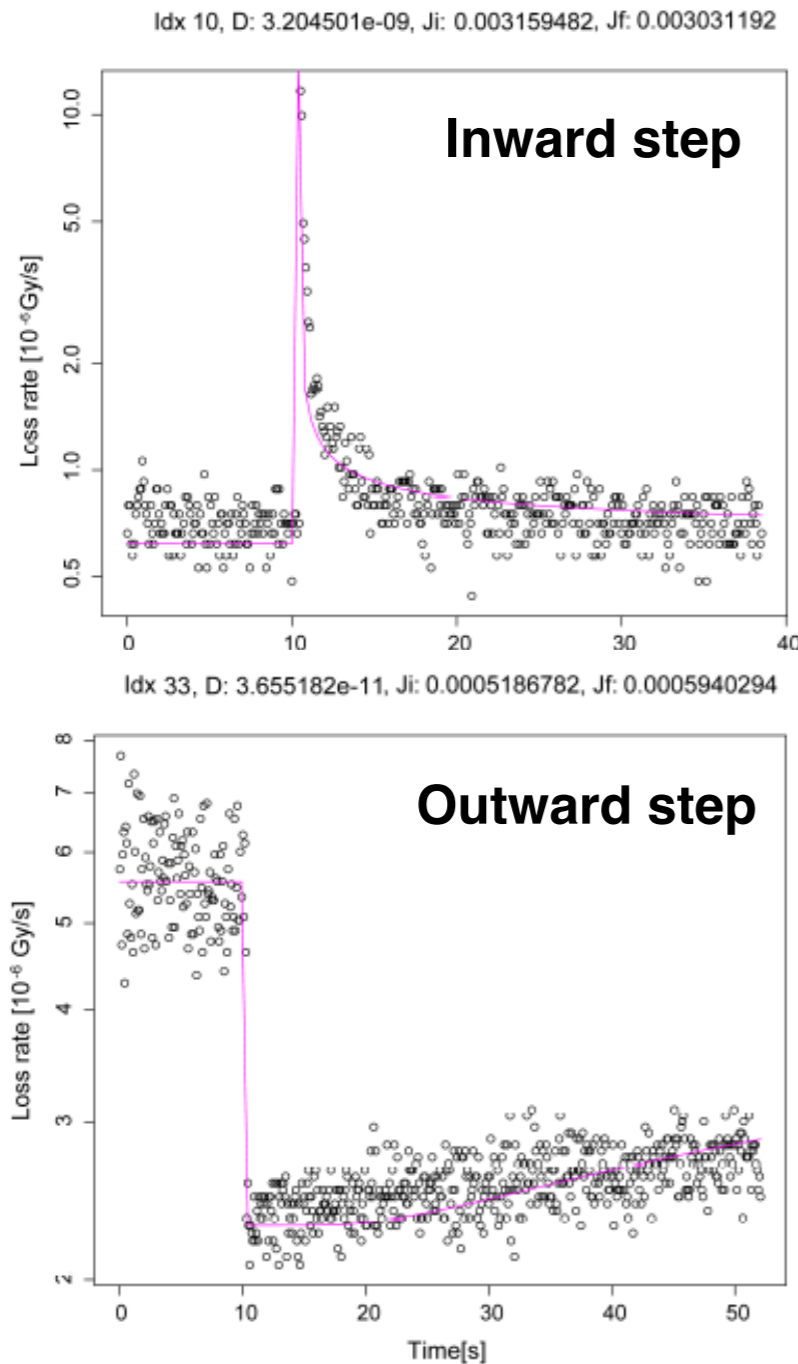 Idx 10, D: 3.204501e-09, Ji: 0.003159482, Jf: 0.003031192
Inward step
Loss rate [10⁻⁶Gy/s]
10.0
5.0
2.0
1.0
0.5
0 10 20 30 40
Idx 33, D: 3.655182e-11, Ji: 0.0005186782, Jf: 0.0005940294
Outward step
Loss rate [10⁻⁶ Gy/s]
8
7
6
5
4
3
2
0 10 20 30 40 50
Time[s]